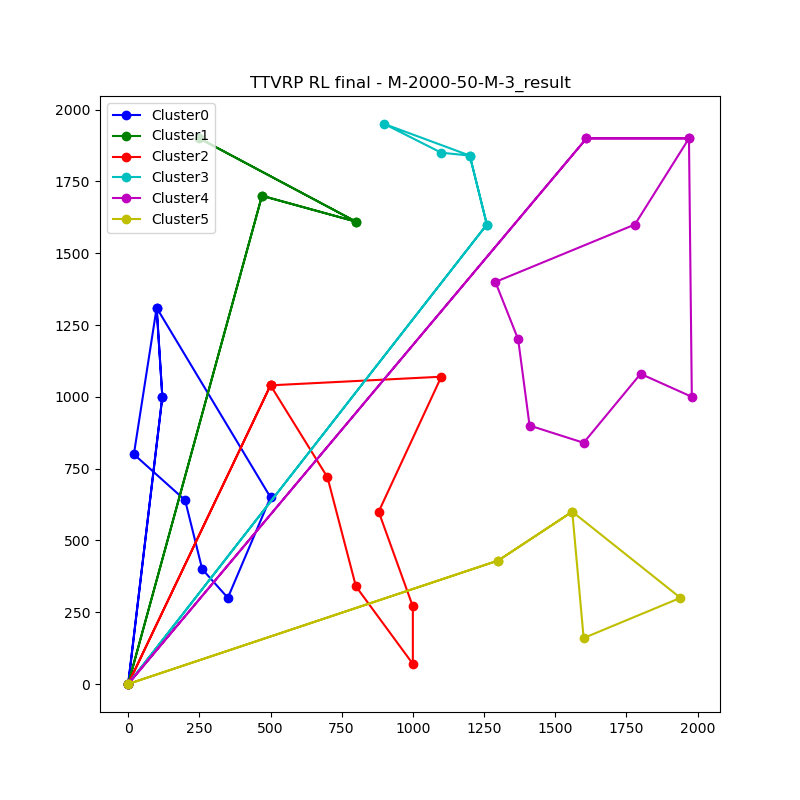 TTVRP RL final - M-2000-50-M-3_result
2000
1750
1500
1250
1000
750
500
250
0
Cluster0
Cluster1
Cluster2
Cluster3
Cluster4
Cluster5
0 250 500 750 1000 1250 1500 1750 2000